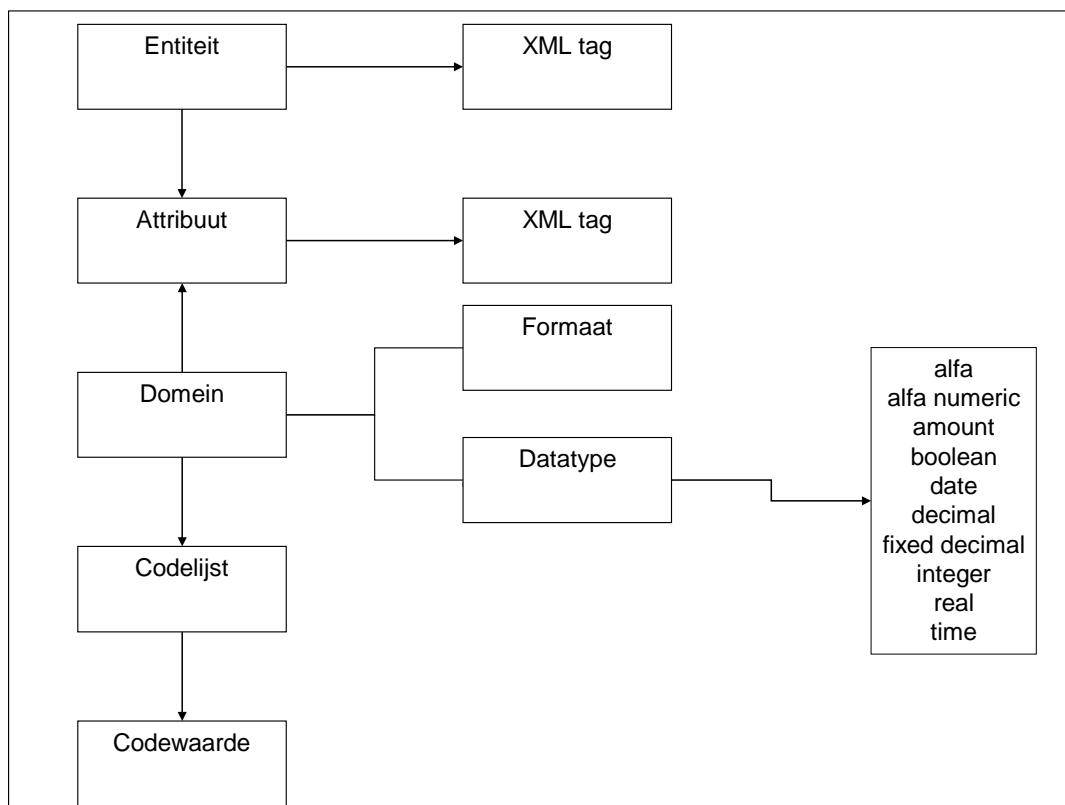 Entiteit
XML tag
Attribuut
XML tag
Formaat
Domein
Datatype
alfa
alfa numeric
amount
boolean
date
decimal
fixed decimal
integer
real
time
Codelijst
Codewaarde